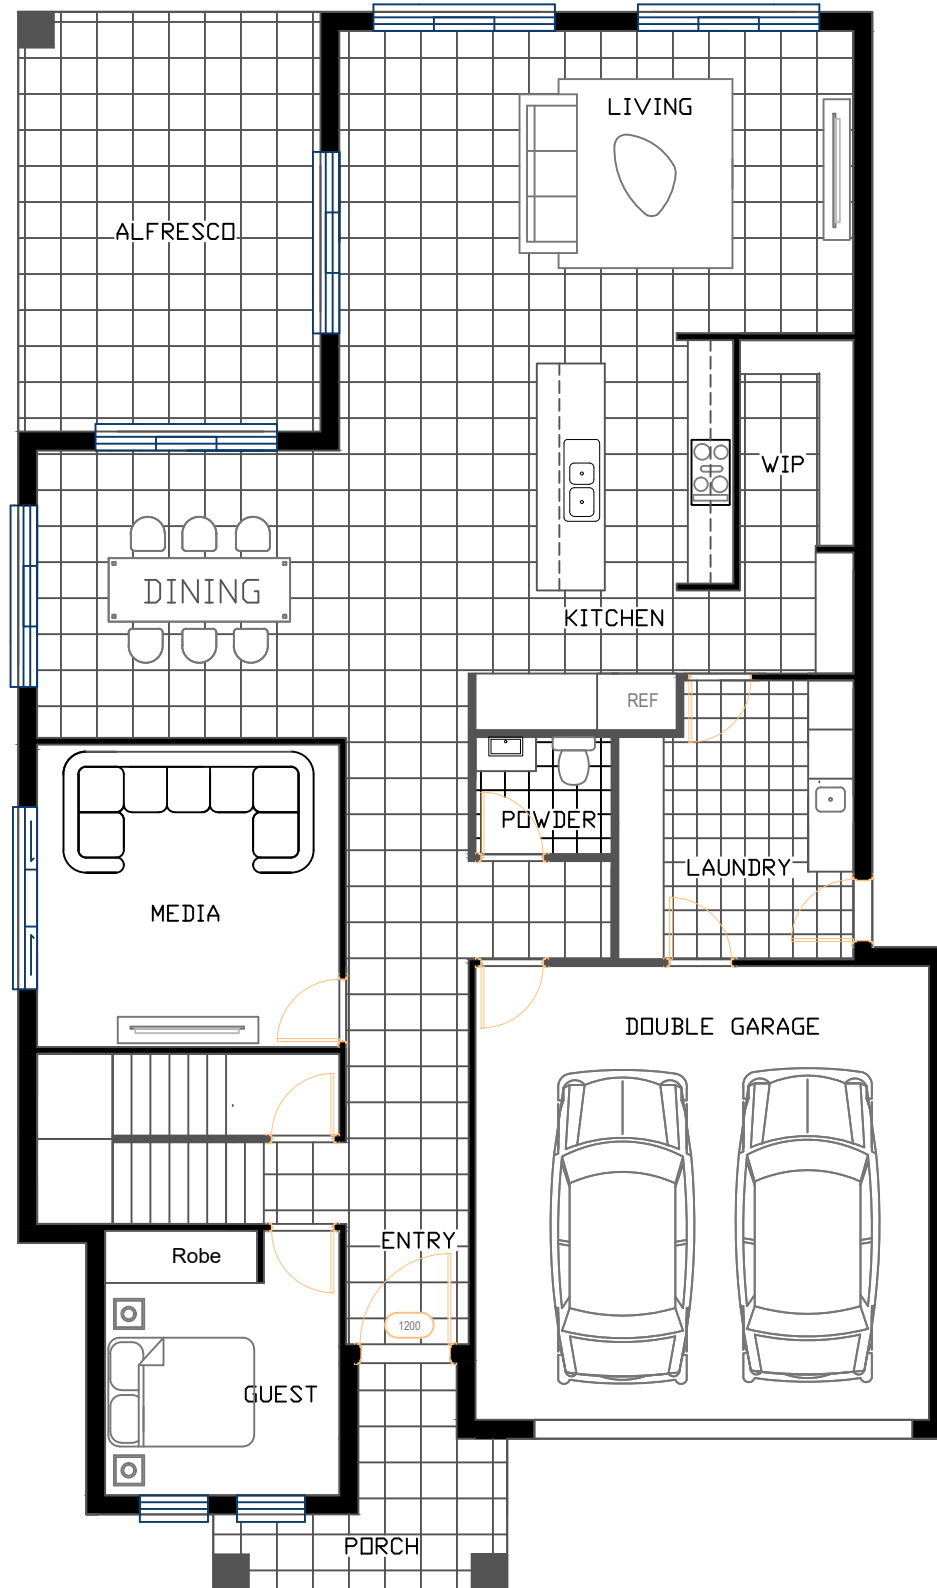 LIVING
ALFRESCO
WIP
DINING
KITCHEN
REF
POWDER
LAUNDRY
MEDIA
DOUBLE GARAGE
ENTRY
Robe
1200
GUEST
PORCH